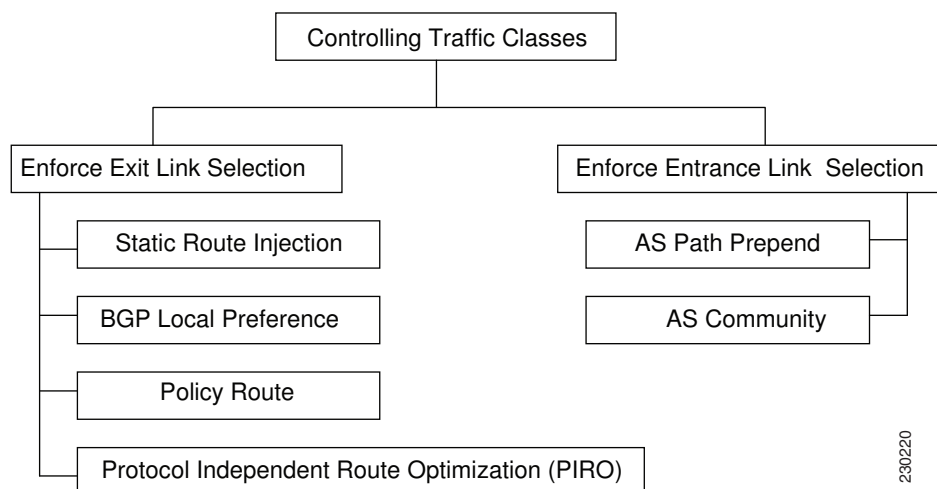 Controlling Traffic Classes
Enforce Exit Link Selection
Static Route Injection
BGP Local Preference
Policy Route
Protocol Independent Route Optimization (PIRO)
Enforce Entrance Link Selection
AS Path Prepend
AS Community
230220